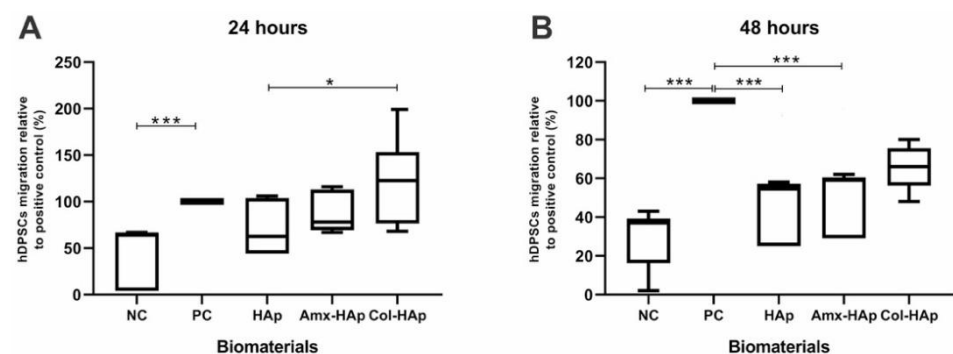 A
24 hours
hDPSCs migration relative
to positive control (%)
250
200
150
100
50
0
***
*
NC PC HAp Amx-HAp Col-HAp
Biomaterials
B
48 hours
hDPSCs migration relative
to positive control (%)
120
100
80
60
40
20
0
***
***
***
NC PC HAp Amx-HAp Col-HAp
Biomaterials